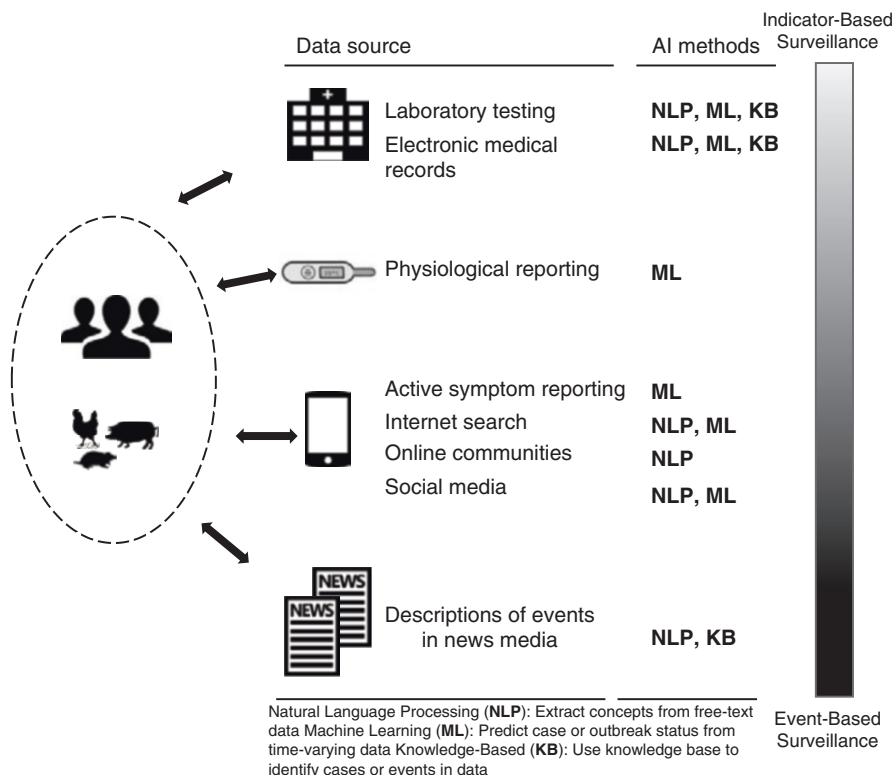 Indicator-Based
Surveillance
Data source
AI methods
Laboratory testing
NLP, ML, KB
Electronic medical
records
NLP, ML, KB
Physiological reporting
ML
Active symptom reporting
ML
Internet search
NLP, ML
Online communities
NLP
Social media
NLP, ML
NEWS
NEWS
Descriptions of events
in news media
NLP, KB
Natural Language Processing (NLP): Extract concepts from free-text
data Machine Learning (ML): Predict case or outbreak status from
time-varying data Knowledge-Based (KB): Use knowledge base to
identify cases or events in data
Event-Based
Surveillance